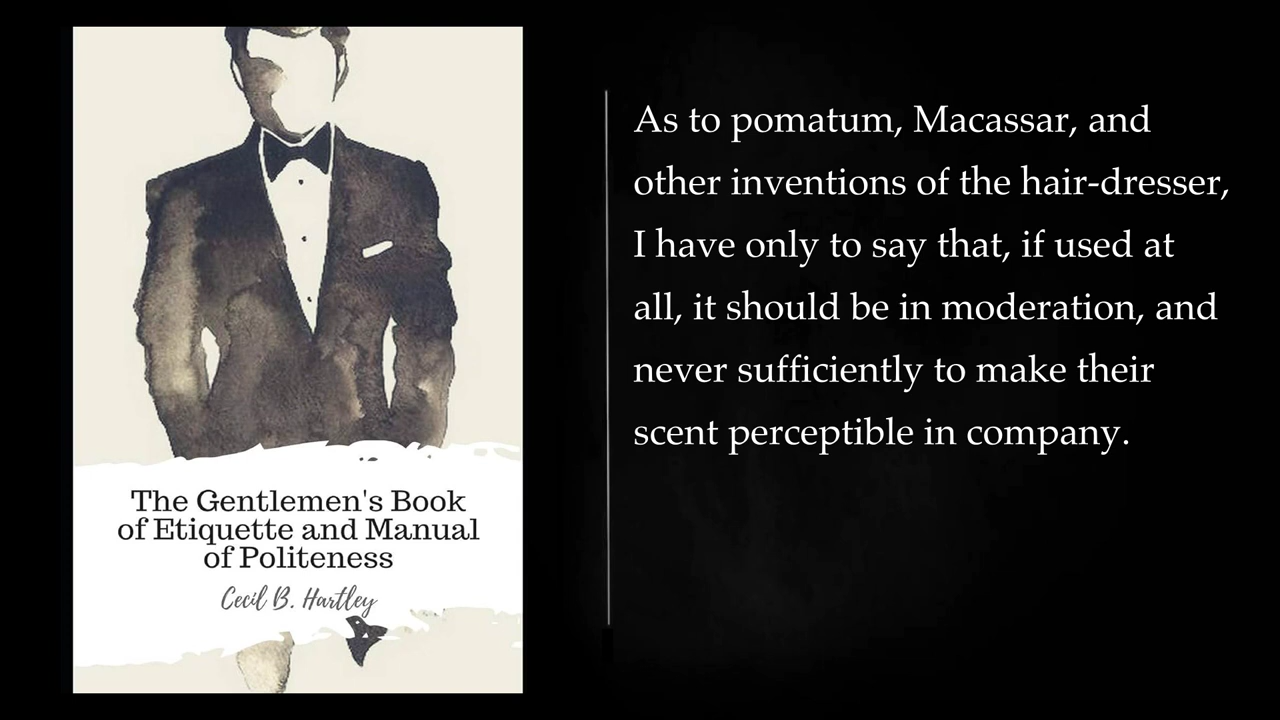 The Gentlemen's Book
of Etiquette and Manual
of Politeness
Cecil B. Hartley
As to pomatum, Macassar, and
other inventions of the hair-dresser,
I have only to say that, if used at
all, it should be in moderation, and
never sufficiently to make their
scent perceptible in company.